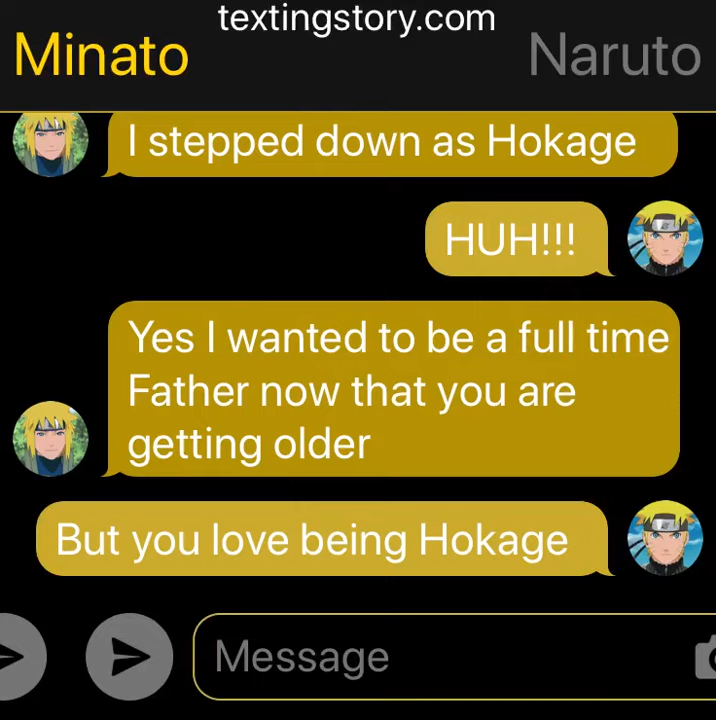 textingstory.com
Minato
Naruto
I stepped down as Hokage
HUH!!!
Yes I wanted to be a full time
Father now that you are
getting older
But you love being Hokage
Message